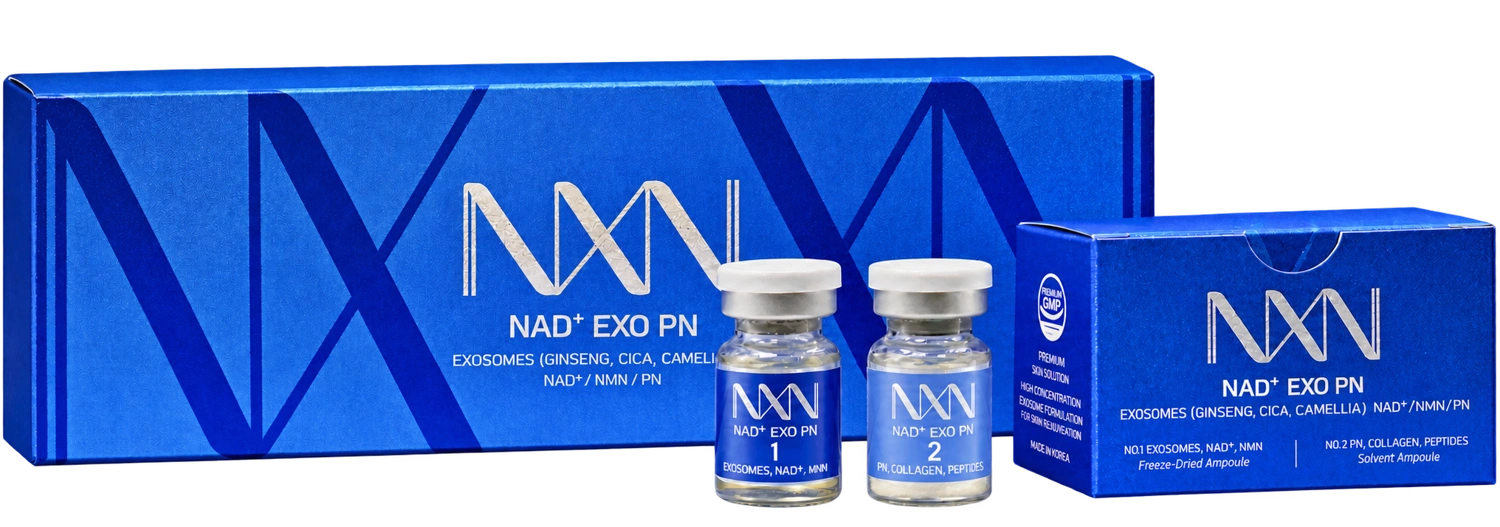 NXN
NAD⁺ EXO PN
EXOSOMES (GINSENG, CICA, CAMELI
NAD⁺ / NMN / PN
NXN
NAD⁺ EXO PN
1
EXOSOMES, NAD⁺, MNN
NXN
NAD⁺ EXO PN
2
PN, COLLAGEN, PEPTIDES
PREMIUM
GMP
PREMIUM
SKIN SOLUTION
HIGH CONCENTRATION
EXOSOME FORMULATION
FOR SKIN REJUVEATION
MADE IN KOREA
NXN
NAD⁺ EXO PN
EXOSOMES (GINSENG, CICA, CAMELLIA) NAD⁺/NMN/PN
NO.1 EXOSOMES, NAD⁺, NMN
Freeze-Dried Ampoule
NO.2 PN, COLLAGEN, PEPTIDES
Solvent Ampoule